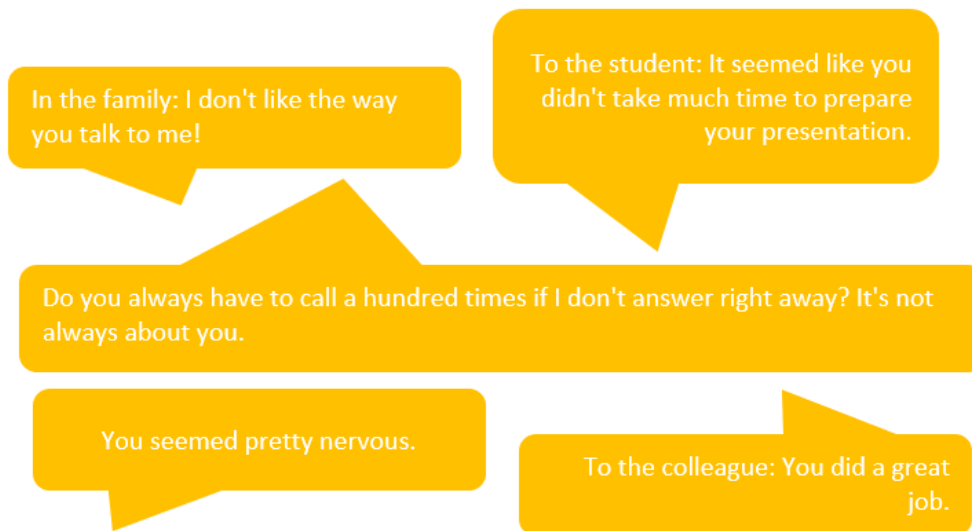 In the family: I don't like the way
you talk to me!
To the student: It seemed like you
didn't take much time to prepare
your presentation.
Do you always have to call a hundred times if I don't answer right away? It's not
always about you.
You seemed pretty nervous.
To the colleague: You did a great
job.